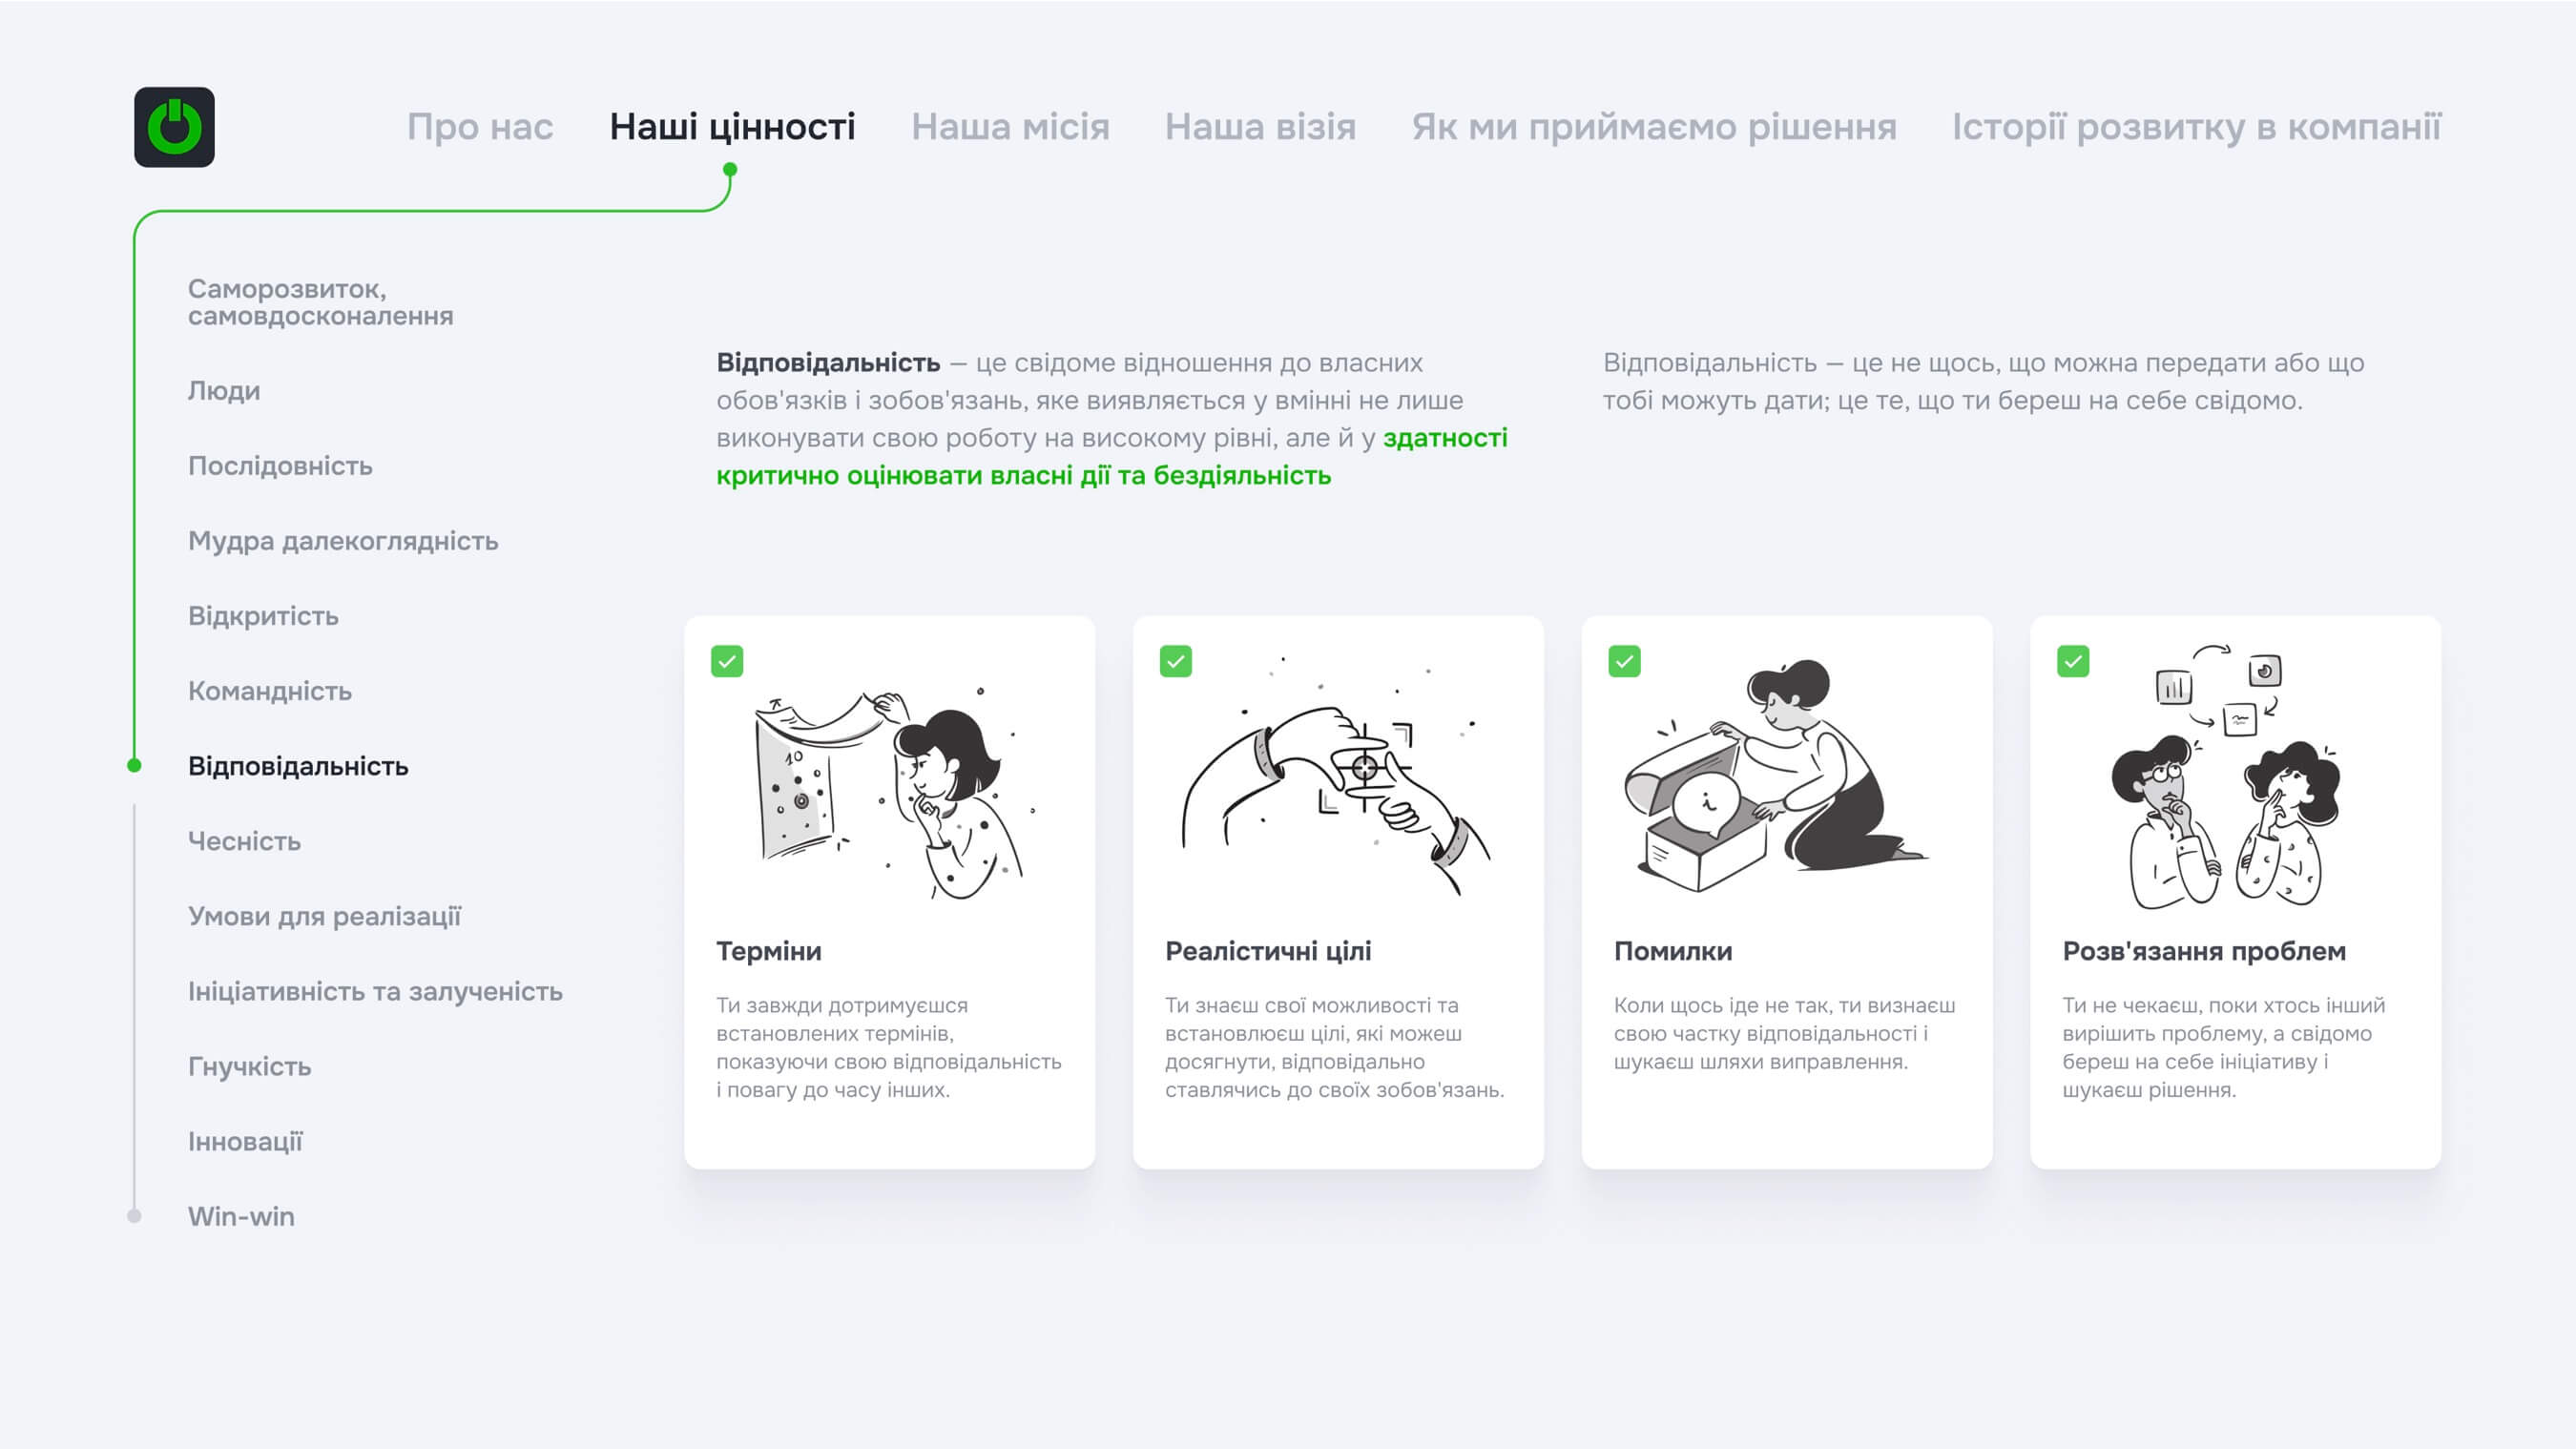 Про нас
Наші цінності
Наша місія
Наша візія
Як ми приймаємо рішення
Історії розвитку в компанії
Саморозвиток,
самовдосконалення
Люди
Послідовність
Мудра далекоглядність
Відкритість
Командність
Відповідальність
Чесність
Умови для реалізації
Ініціативність та залученість
Гнучкість
Інновації
Win-win
Відповідальність — це свідоме відношення до власних
обов'язків і зобов'язань, яке виявляється у вмінні не лише
виконувати свою роботу на високому рівні, але й у здатності
критично оцінювати власні дії та бездіяльність
Відповідальність — це не щось, що можна передати або що
тобі можуть дати; це те, що ти береш на себе свідомо.
10
Терміни
Ти завжди дотримуєшся
встановлених термінів,
показуючи свою відповідальність
і повагу до часу інших.
Реалістичні цілі
Ти знаєш свої можливості та
встановлюєш цілі, які можеш
досягнути, відповідально
ставлячись до своїх зобов'язань.
i
Помилки
Коли щось іде не так, ти визнаєш
свою частку відповідальності і
шукаєш шляхи виправлення.
Розв'язання проблем
Ти не чекаєш, поки хтось інший
вирішить проблему, а свідомо
береш на себе ініціативу і
шукаєш рішення.